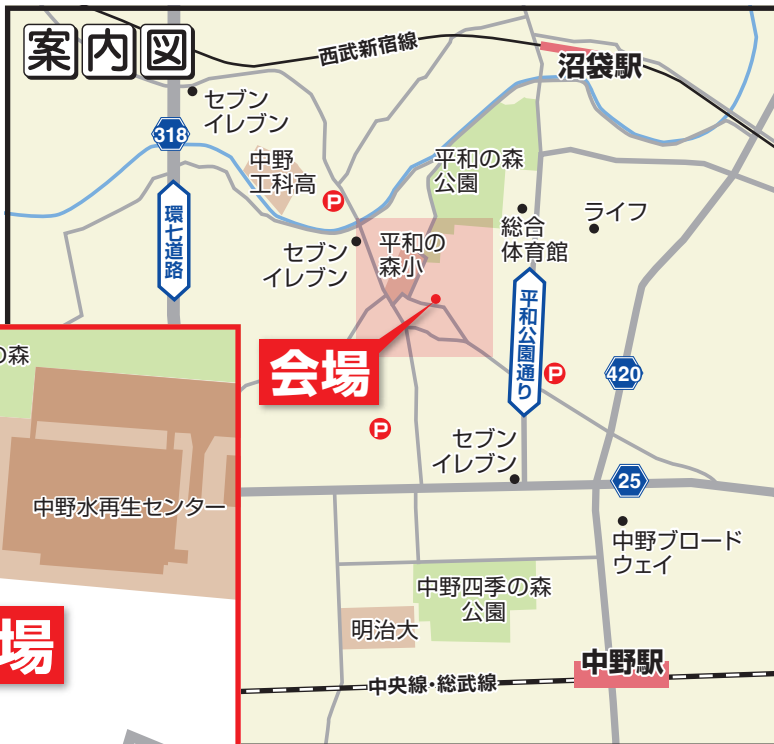 案内図
西武新宿線
沼袋駅
セブン
イレブン
318
中野
工科高
P
平和の森
公園
環七道路
セブン
イレブン
平和の
森小
総合
体育館
ライフ
平和公園通り
会場
P
420
P
の森
セブン
イレブン
25
中野水再生センター
中野ブロード
ウェイ
中野四季の森
公園
明治大
場
中野駅
中央線・総武線